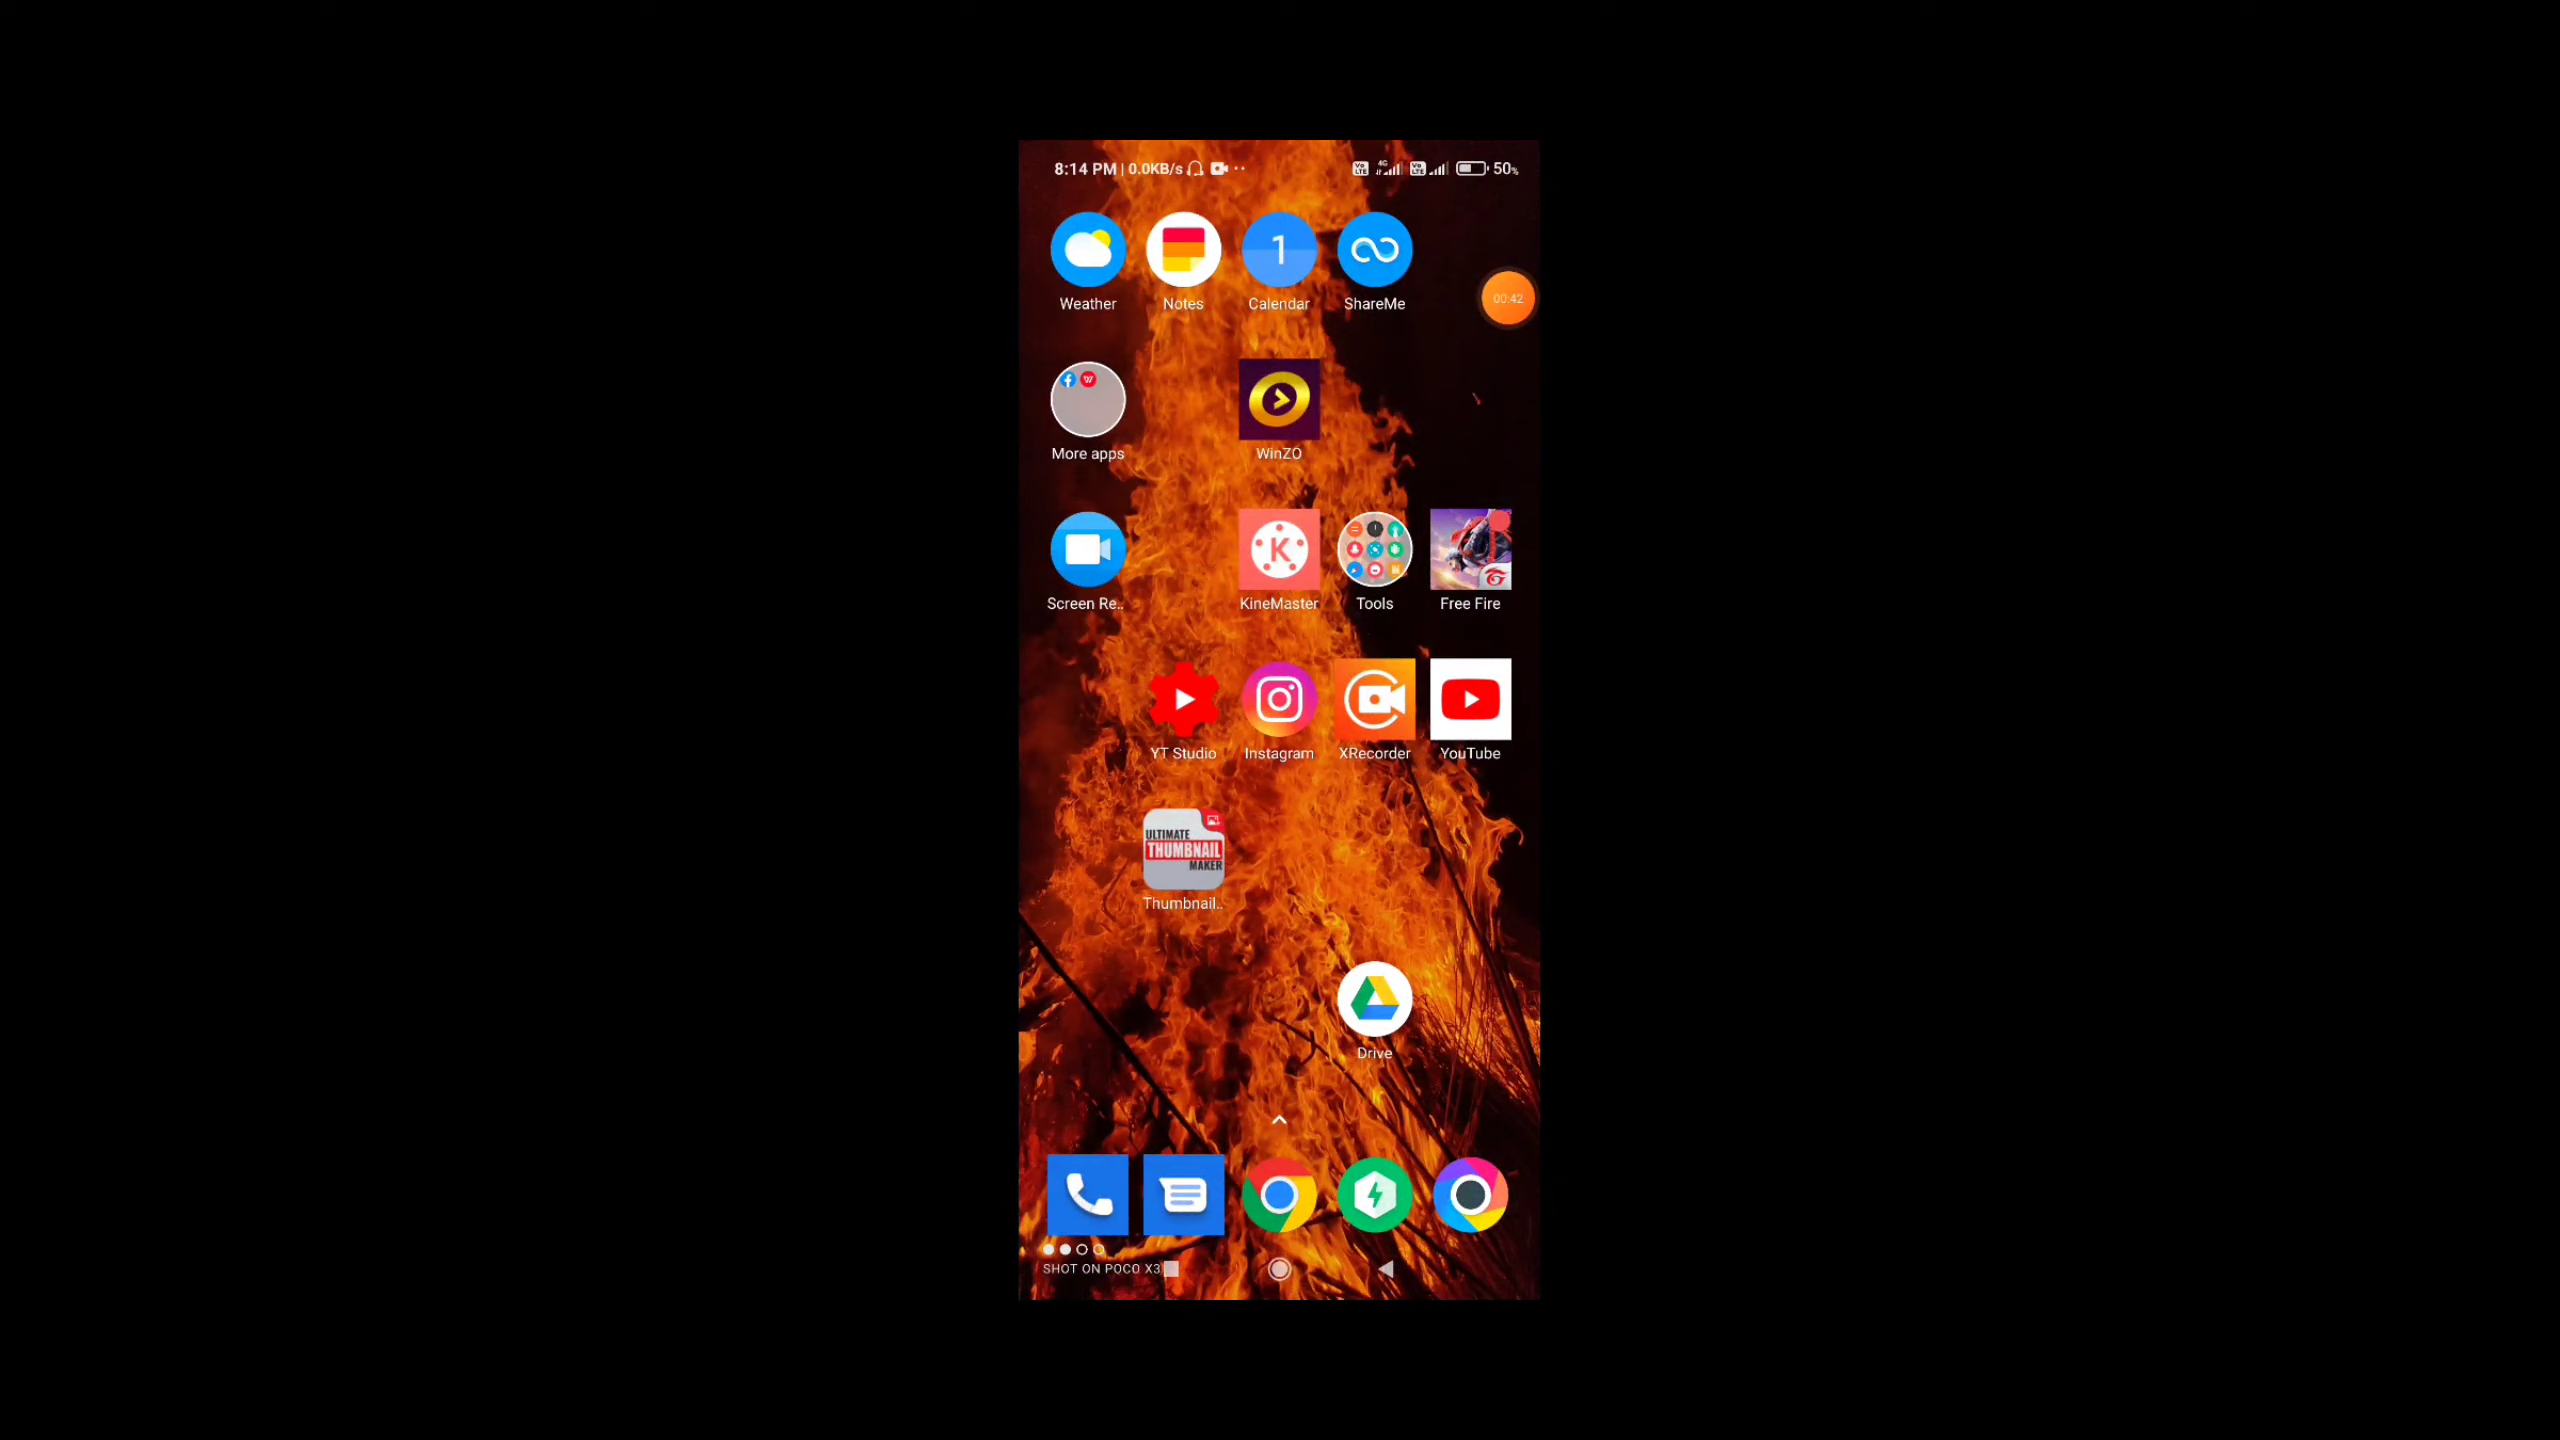 8:14 PM | 0.0KB/s
50%
1
Weather Notes Calendar ShareMe
00:42
More apps WinZO
K
Screen Re.. KineMaster Tools Free Fire
YT Studio Instagram XRecorder YouTube
ULTIMATE
THUMBNAIL
MAKER
Thumbnail..
Drive
SHOT ON POCO X3